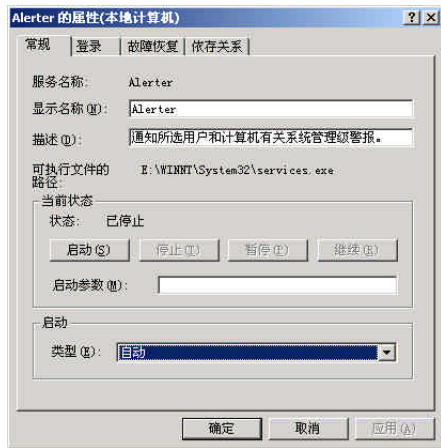 Alerter 的属性(本地计算机)
常规 登录 故障恢复 依存关系
服务名称: Alerter
显示名称(N): Alerter
描述(D): 通知所选用户和计算机有关系统管理级警报。
可执行文件的
路径: E:\WINNT\System32\services.exe
当前状态
状态: 已停止
启动(S) 停止(T) 暂停(P) 继续(R)
启动参数(M):
启动
类型(E): 自动
确定 取消 应用(A)